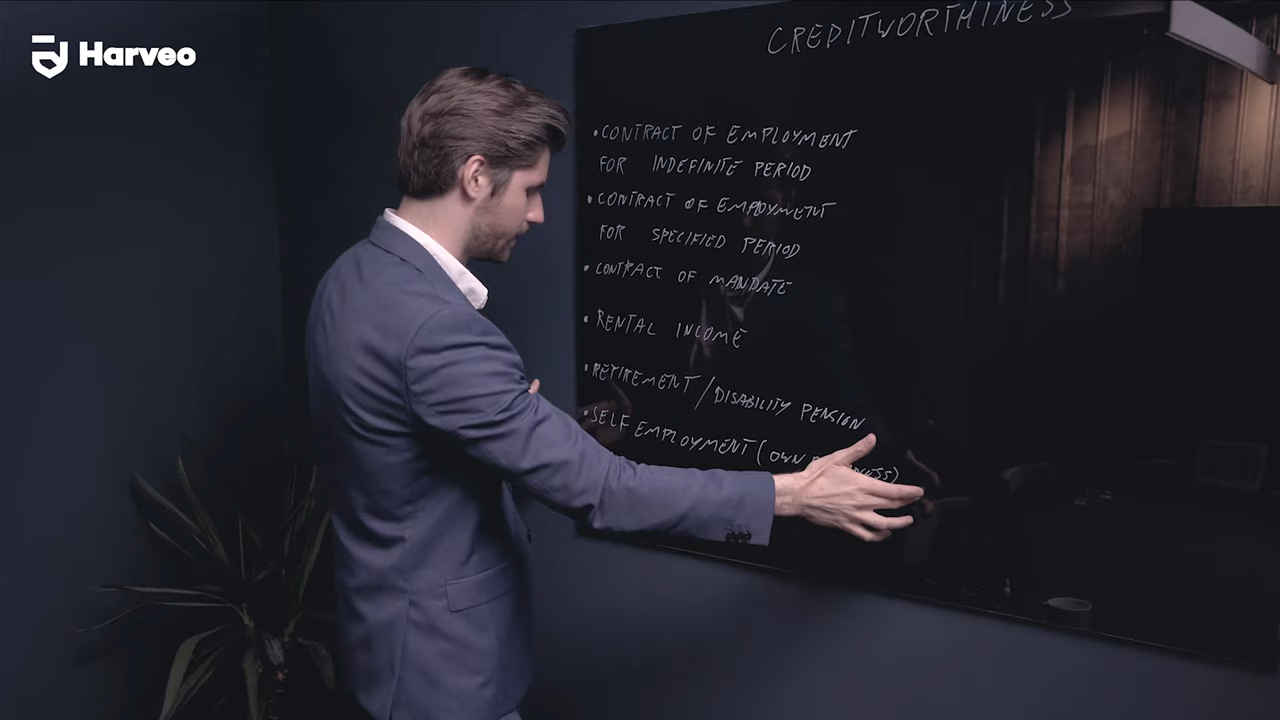 Harveo
CREDITWORTHINESS
• CONTRACT OF EMPLOYMENT
FOR INDEFINITE PERIOD
• CONTRACT OF EMPOYMENT
FOR SPECIFIED PERIOD
• CONTRACT OF MANDATE
• RENTAL INCOME
• RETIREMENT / DISABILITY PENSION
• SELF EMPLOYMENT ( OWN